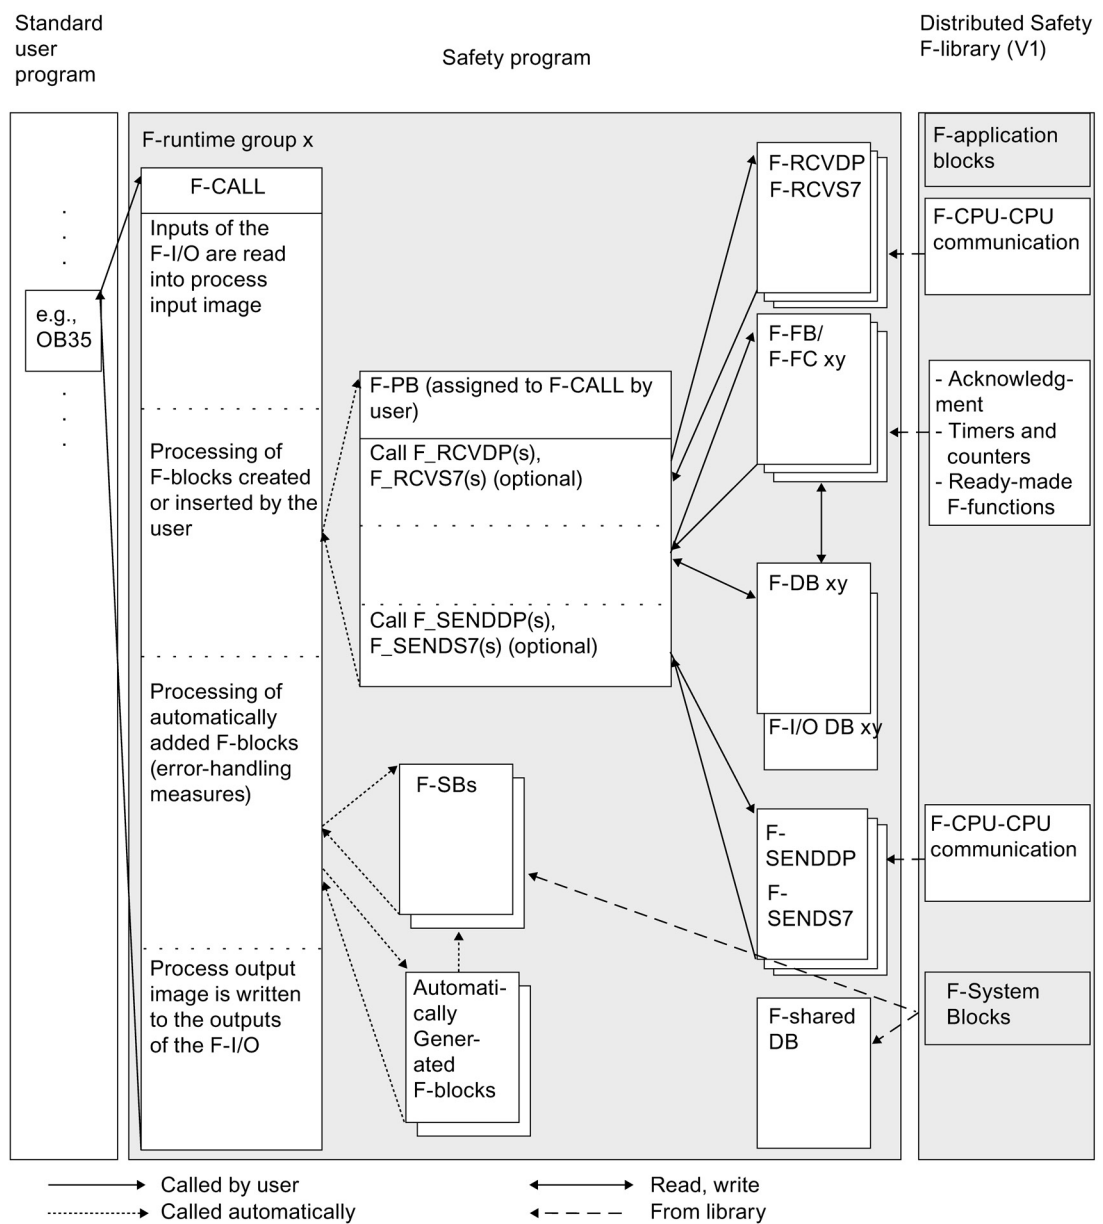 Standard
user
program
Safety program
Distributed Safety
F-library (V1)
F-runtime group x
F-CALL
Inputs of the
F-I/O are read
into process
input image
e.g.,
OB35
Processing of
F-blocks created
or inserted by the
user
Processing of
automatically
added F-blocks
(error-handling
measures)
Process output
image is written
to the outputs
of the F-I/O
F-PB (assigned to F-CALL by
user)
Call F_RCVDP(s),
F_RCVS7(s) (optional)
Call F_SENDDP(s),
F_SENDS7(s) (optional)
F-SBs
Automati-
cally
Gener-
ated
F-blocks
F-RCVDP
F-RCVS7
F-FB/
F-FC xy
F-DB xy
F-I/O DB xy
F-
SENDDP
F-
SENDS7
F-shared
DB
F-application
blocks
F-CPU-CPU
communication
- Acknowledg-
ment
- Timers and
counters
- Ready-made
F-functions
F-CPU-CPU
communication
F-System
Blocks
Called by user
Called automatically
Read, write
From library